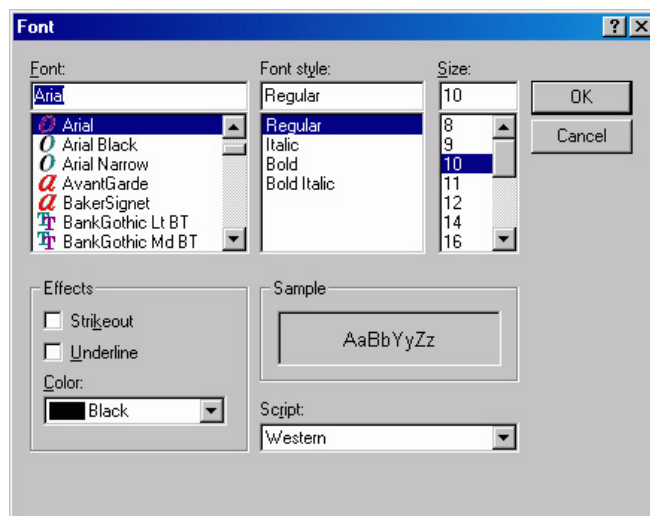 Font
Font:
Arial
Arial
Arial Black
Arial Narrow
AvantGarde
BakerSignet
BankGothic Lt BT
BankGothic Md BT
Font style:
Regular
Regular
Italic
Bold
Bold Italic
Size:
10
8
9
10
11
12
14
16
OK
Cancel
Effects
Strikeout
Underline
Color:
Black
Sample
AaBbYyZz
Script:
Western